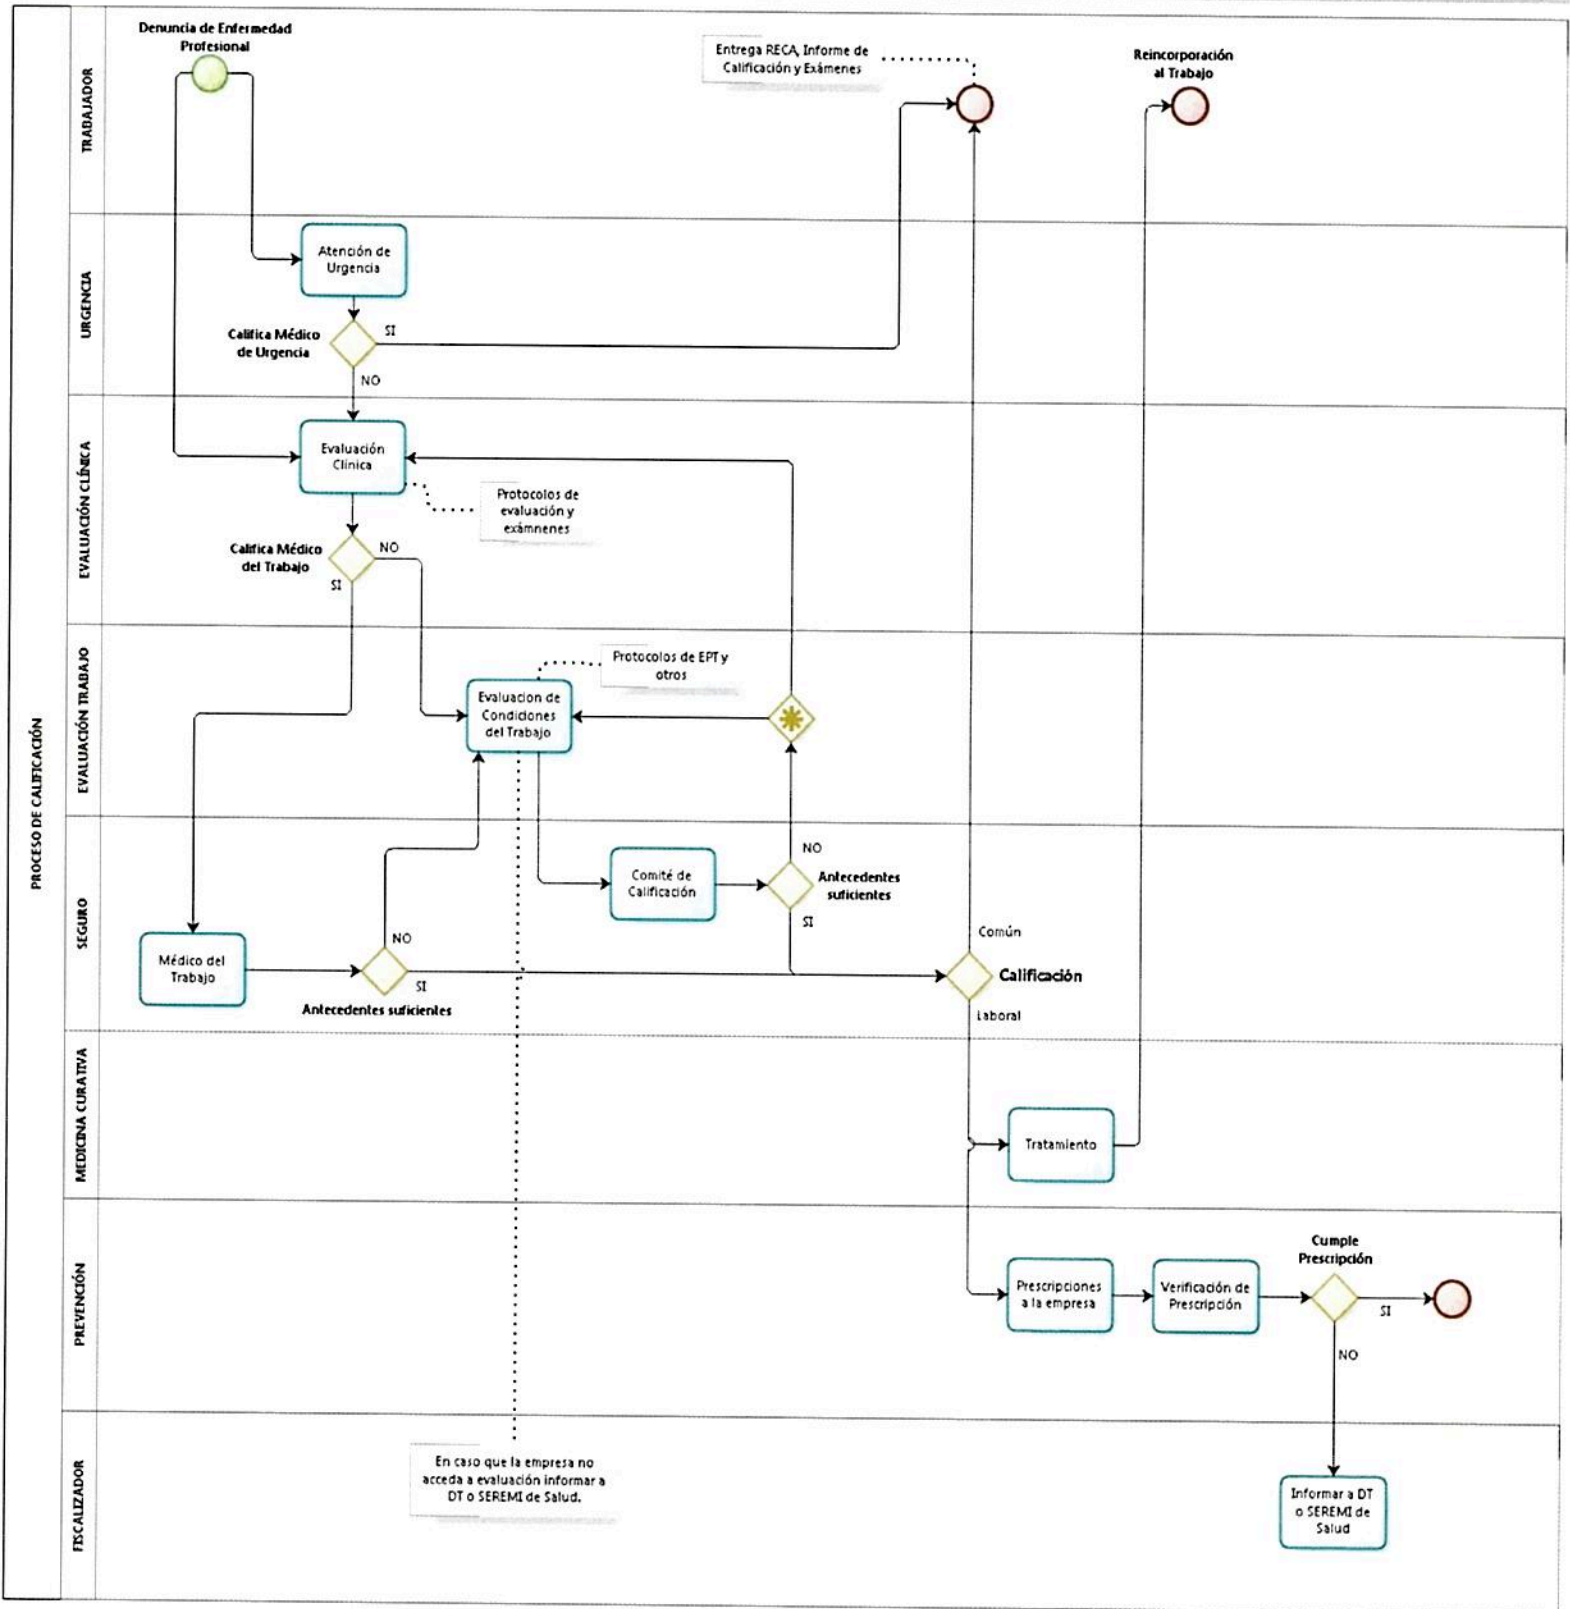 PROCESO DE CALIFICACIÓN
TRABAJADOR
Denuncia de Enfermedad
Profesional
Entrega RECA, Informe de
Calificación y Exámenes
Reincorporación
al Trabajo
URGENCIA
Atención de
Urgencia
Califica Médico
de Urgencia
SI
NO
EVALUACIÓN CLÍNICA
Evaluación
Clínica
Protocolos de
evaluación y
exámnenes
Califica Médico
del Trabajo
NO
SI
EVALUACIÓN TRABAJO
Protocolos de EPT y
otros
Evaluacion de
Condiciones
del Trabajo
SEGURO
Comité de
Calificación
NO
Antecedentes
suficientes
SI
Médico del
Trabajo
NO
SI
Antecedentes suficientes
Común
Calificación
Laboral
MEDICINA CURATIVA
Tratamiento
PREVENCIÓN
Prescripciones
a la empresa
Verificación de
Prescripción
Cumple
Prescripción
SI
NO
FISCALIZADOR
En caso que la empresa no
acceda a evaluación informar a
DT o SEREMI de Salud.
Informar a DT
o SEREMI de
Salud